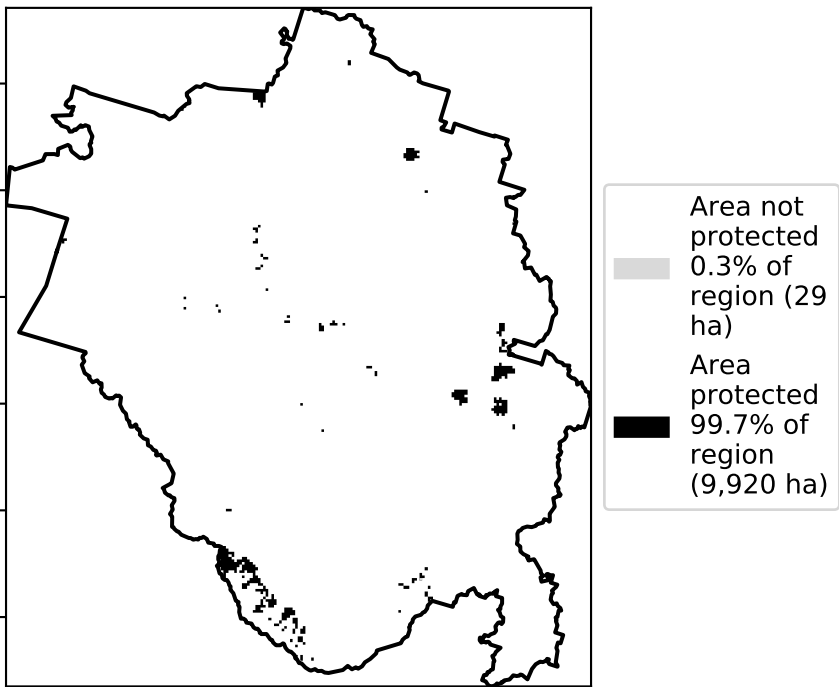 Area not
protected
0.3% of
region (29
ha)
Area
protected
99.7% of
region
(9,920 ha)